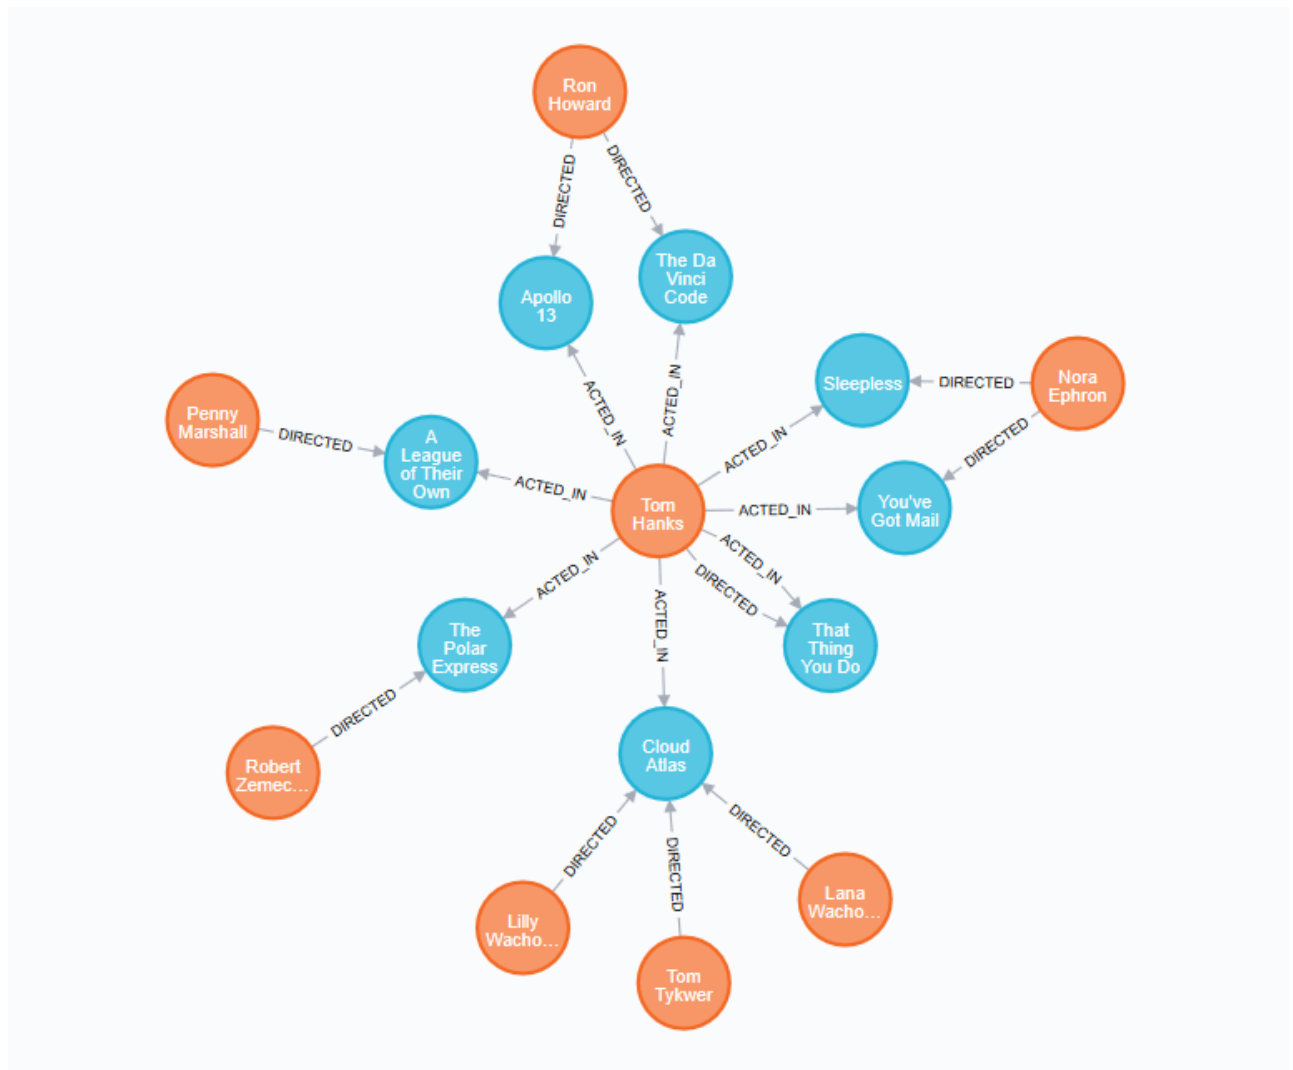 Ron
Howard
DIRECTED
DIRECTED
The Da
Vinci
Code
Apollo
13
ACTED_IN
ACTED_IN
Sleepless
DIRECTED
Nora
Ephron
Penny
Marshall
DIRECTED
A
League
of Their
Own
ACTED_IN
DIRECTED
ACTED_IN
Tom
Hanks
ACTED_IN
You've
Got Mail
ACTED_IN
ACTED_IN
DIRECTED
ACTED_IN
The
Polar
Express
That
Thing
You Do
DIRECTED
Robert
Zemec...
Cloud
Atlas
DIRECTED
DIRECTED
DIRECTED
Lilly
Wacho...
Tom
Tykwer
Lana
Wacho...